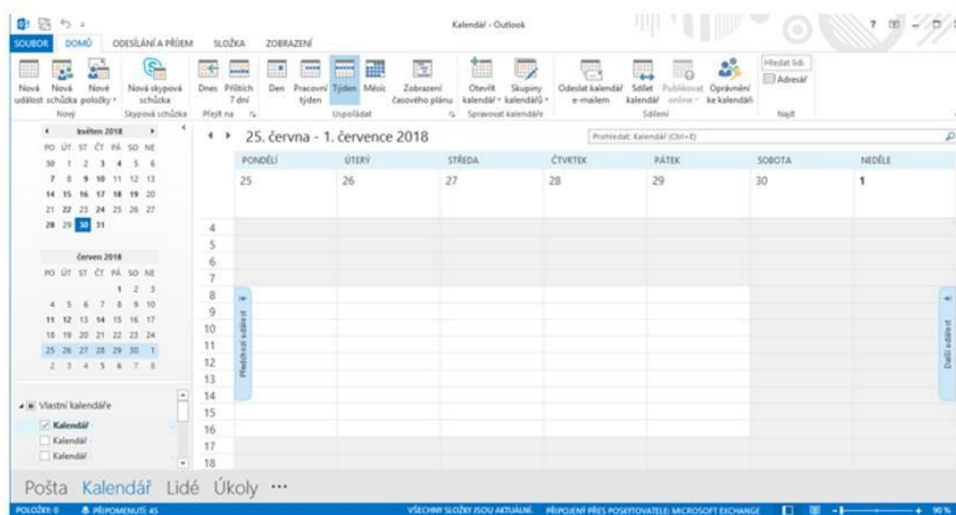 Kalendář - Outlook
SOUBOR DOMŮ ODESÍLÁNÍ A PŘÍJEM SLOŽKA ZOBRAZENÍ
Nová událost
Nová schůzka
Nové položky
Nová skypová schůzka
Dnes
Příštích 7 dní
Den
Pracovní týden
Týden
Měsíc
Zobrazení časového plánu
Otevřít kalendář
Skupiny kalendářů
Odeslat kalendář e-mailem
Sdílet kalendář
Publikovat online
Oprávnění ke kalendáři
Hledat lidi
Adresář
Nový Skypová schůzka Přejít na Uspořádat Spravovat kalendáře Sdílení Najít
květen 2018
PO ÚT ST ČT PÁ SO NE
30 1 2 3 4 5 6
7 8 9 10 11 12 13
14 15 16 17 18 19 20
21 22 23 24 25 26 27
28 29 30 31
červen 2018
PO ÚT ST ČT PÁ SO NE
1 2 3
4 5 6 7 8 9 10
11 12 13 14 15 16 17
18 19 20 21 22 23 24
25 26 27 28 29 30 1
2 3 4 5 6 7 8
Vlastní kalendáře
Kalendář
Kalendář
Kalendář
25. června - 1. července 2018
Prohledat: Kalendář (Ctrl+E)
PONDĚLÍ ÚTERÝ STŘEDA ČTVRTEK PÁTEK SOBOTA NEDĚLE
25 26 27 28 29 30 1
4
5
6
7
8
9
10
11
12
13
14
15
16
17
18
Předchozí událost
Další událost
Pošta Kalendář Lidé Úkoly •••
POLOŽKY: 0 PŘIPOMENUTÍ: 45 VŠECHNY SLOŽKY JSOU AKTUÁLNÍ. PŘIPOJENÝ PŘES POSKYTOVATELE: MICROSOFT EXCHANGE 90 %